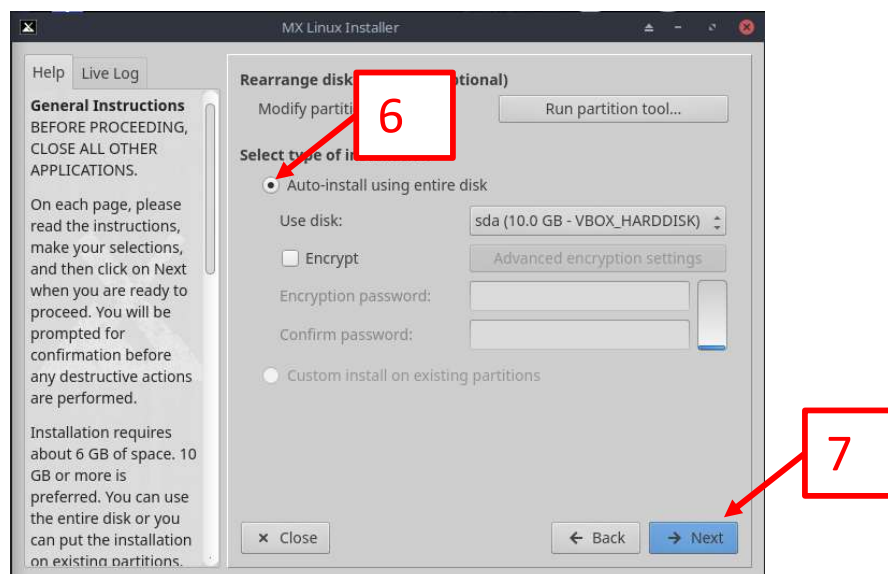 MX Linux Installer
Help
Live Log
General Instructions
BEFORE PROCEEDING,
CLOSE ALL OTHER
APPLICATIONS.
On each page, please
read the instructions,
make your selections,
and then click on Next
when you are ready to
proceed. You will be
prompted for
confirmation before
any destructive actions
are performed.
Installation requires
about 6 GB of space. 10
GB or more is
preferred. You can use
the entire disk or you
can put the installation
on existing partitions.
Rearrange disk
6
Modify
Run partition tool...
Select type of
Auto-install using entire disk
Use disk:
sda (10.0 GB - VBOX_HARDDISK)
Encrypt
Advanced encryption settings
Encryption password:
Confirm password:
Custom install on existing partitions
7
Close
Back
Next